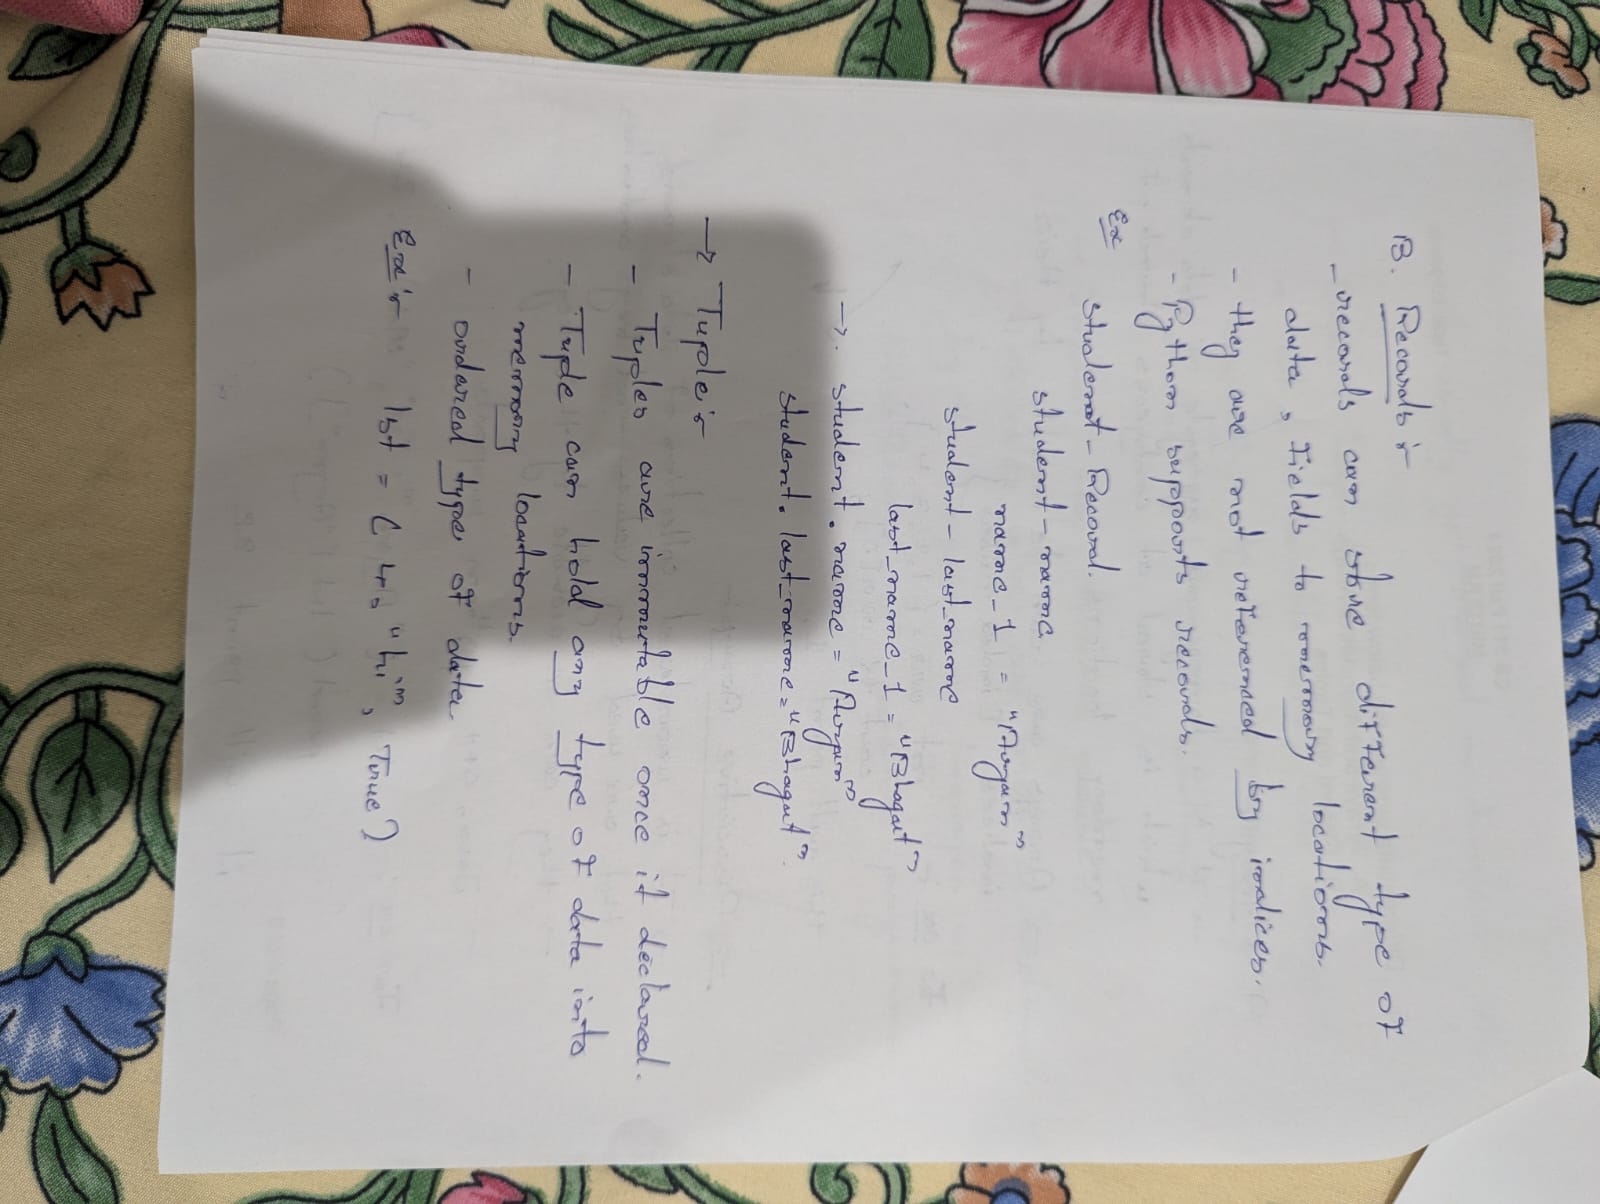 B. Records :-
- records can store different type of
data, Fields to memory locations.
- they are not referenced by indices.
- Python supports records.
Ex Student-Record.
student-name
name_1 = "Aryan"
student-last_name
last_name_1 = "Bhagat"
→. student.name = "Aryan"
student.last_name = "Bhagat".
→ Tuple :-
- Tuples are immutable once it declared.
- Tuple can hold any type of data into
memory locations.
- ordered type of data.
Ex :- lst = ( 4, "hi", True)